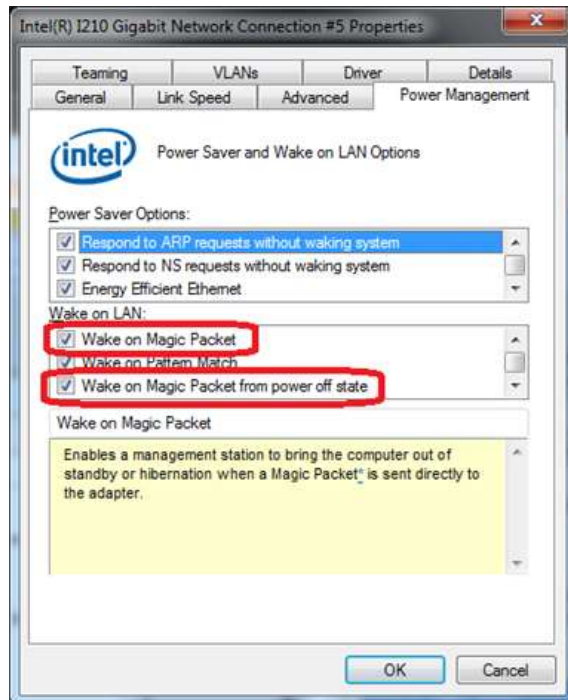 Intel(R) I210 Gigabit Network Connection #5 Properties
Teaming
VLANs
Driver
Details
General
Link Speed
Advanced
Power Management
intel
Power Saver and Wake on LAN Options
Power Saver Options:
Respond to ARP requests without waking system
Respond to NS requests without waking system
Energy Efficient Ethernet
Wake on LAN:
Wake on Magic Packet
Wake on Pattern Match
Wake on Magic Packet from power off state
Wake on Magic Packet
Enables a management station to bring the computer out of
standby or hibernation when a Magic Packet* is sent directly to
the adapter.
OK
Cancel